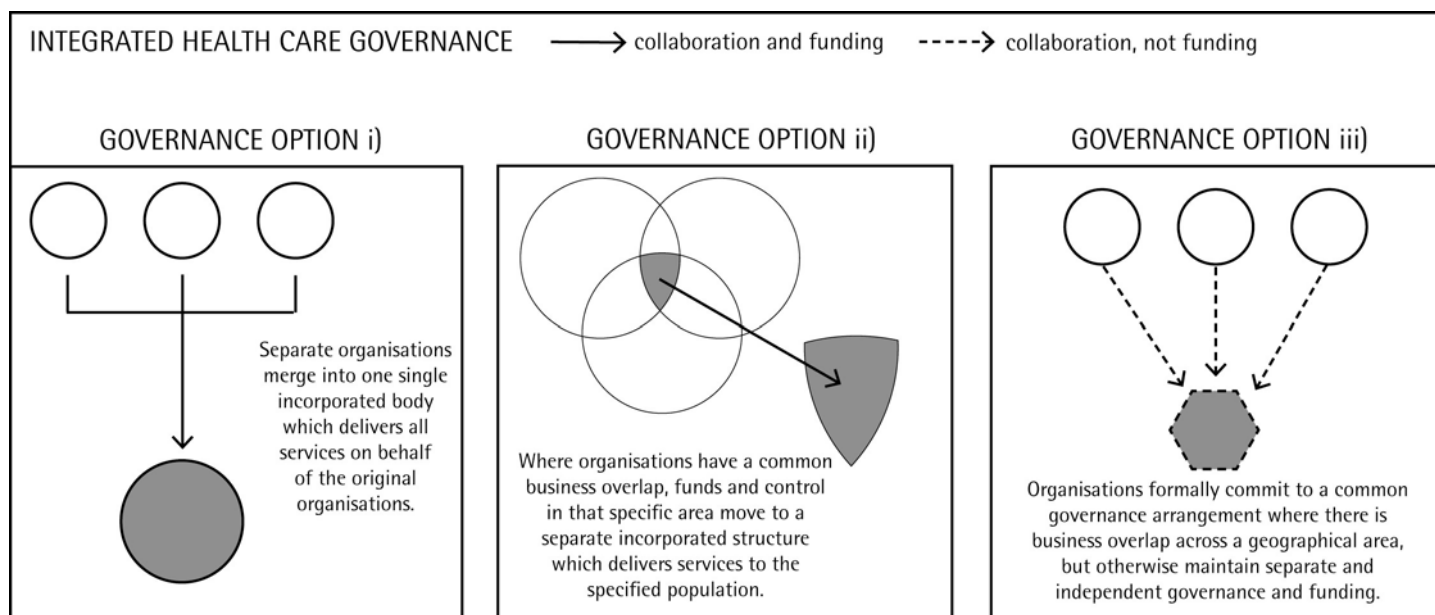 INTEGRATED HEALTH CARE GOVERNANCE
collaboration and funding
collaboration, not funding
GOVERNANCE OPTION i)
Separate organisations
merge into one single
incorporated body
which delivers all
services on behalf
of the original
organisations.
GOVERNANCE OPTION ii)
Where organisations have a common
business overlap, funds and control
in that specific area move to a
separate incorporated structure
which delivers services to the
specified population.
GOVERNANCE OPTION iii)
Organisations formally commit to a common
governance arrangement where there is
business overlap across a geographical area,
but otherwise maintain separate and
independent governance and funding.